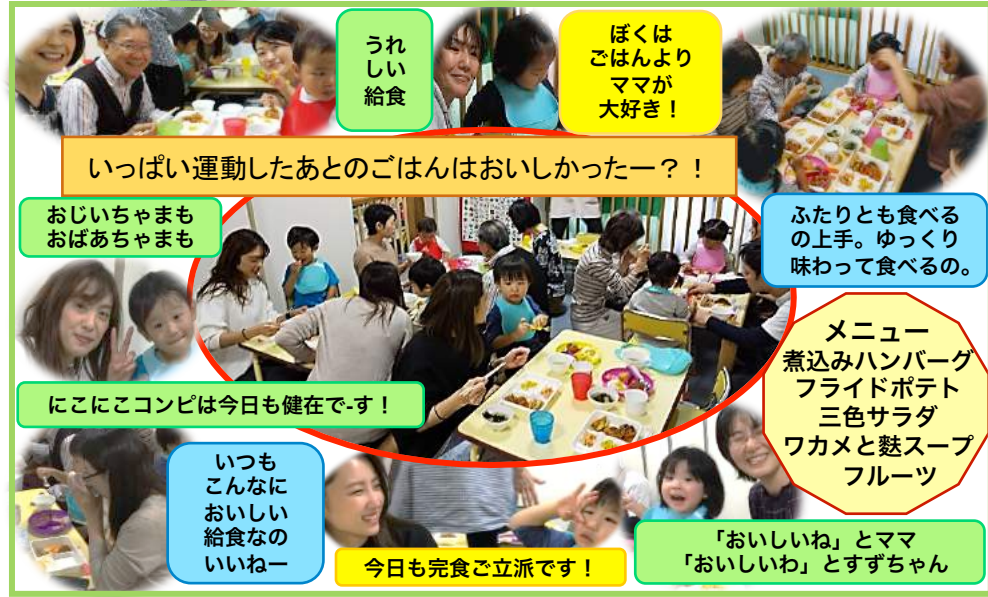 うれ
しい
給食
ぼくは
ごはんより
ママが
大好き！
いっぱい運動したあとのごはんはおいしかったー？！
おじいちゃまも
おばあちゃまも
ふたりとも食べる
の上手。ゆっくり
味わって食べるの。
メニュー
煮込みハンバーグ
フライドポテト
三色サラダ
ワカメと麩スープ
フルーツ
にこにこコンビは今日も健在で-す！
いつも
こんなに
おいしい
給食なの
いいねー
今日も完食ご立派です！
「おいしいね」とママ
「おいしいわ」とすずちゃん